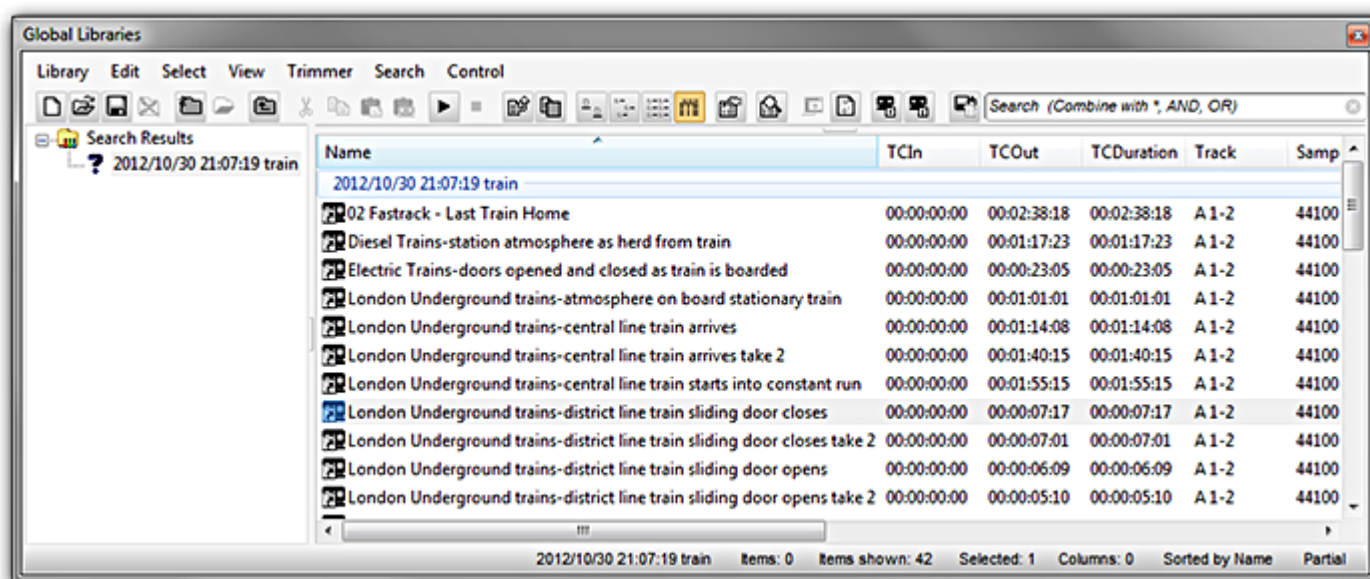 Global Libraries
Library Edit Select View Trimmer Search Control
Search (Combine with *, AND, OR)
Search Results
2012/10/30 21:07:19 train
Name TCIn TCOut TCDuration Track Samp
2012/10/30 21:07:19 train
02 Fastrack - Last Train Home 00:00:00:00 00:02:38:18 00:02:38:18 A 1-2 44100
Diesel Trains-station atmosphere as herd from train 00:00:00:00 00:01:17:23 00:01:17:23 A 1-2 44100
Electric Trains-doors opened and closed as train is boarded 00:00:00:00 00:00:23:05 00:00:23:05 A 1-2 44100
London Underground trains-atmosphere on board stationary train 00:00:00:00 00:01:01:01 00:01:01:01 A 1-2 44100
London Underground trains-central line train arrives 00:00:00:00 00:01:14:08 00:01:14:08 A 1-2 44100
London Underground trains-central line train arrives take 2 00:00:00:00 00:01:40:15 00:01:40:15 A 1-2 44100
London Underground trains-central line train starts into constant run 00:00:00:00 00:01:55:15 00:01:55:15 A 1-2 44100
London Underground trains-district line train sliding door closes 00:00:00:00 00:00:07:17 00:00:07:17 A 1-2 44100
London Underground trains-district line train sliding door closes take 2 00:00:00:00 00:00:07:01 00:00:07:01 A 1-2 44100
London Underground trains-district line train sliding door opens 00:00:00:00 00:00:06:09 00:00:06:09 A 1-2 44100
London Underground trains-district line train sliding door opens take 2 00:00:00:00 00:00:05:10 00:00:05:10 A 1-2 44100
2012/10/30 21:07:19 train Items: 0 Items shown: 42 Selected: 1 Columns: 0 Sorted by Name Partial